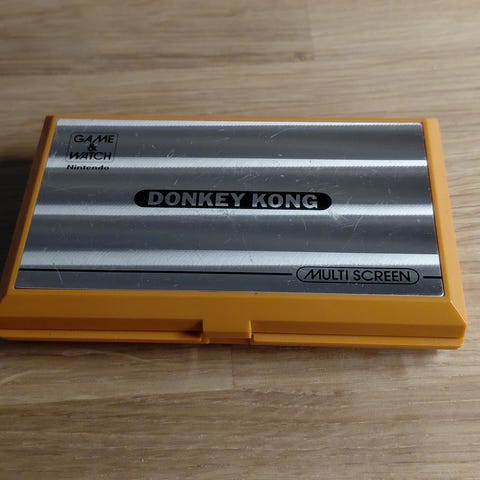 GAME
&
WATCH
Nintendo
DONKEY KONG
MULTI SCREEN